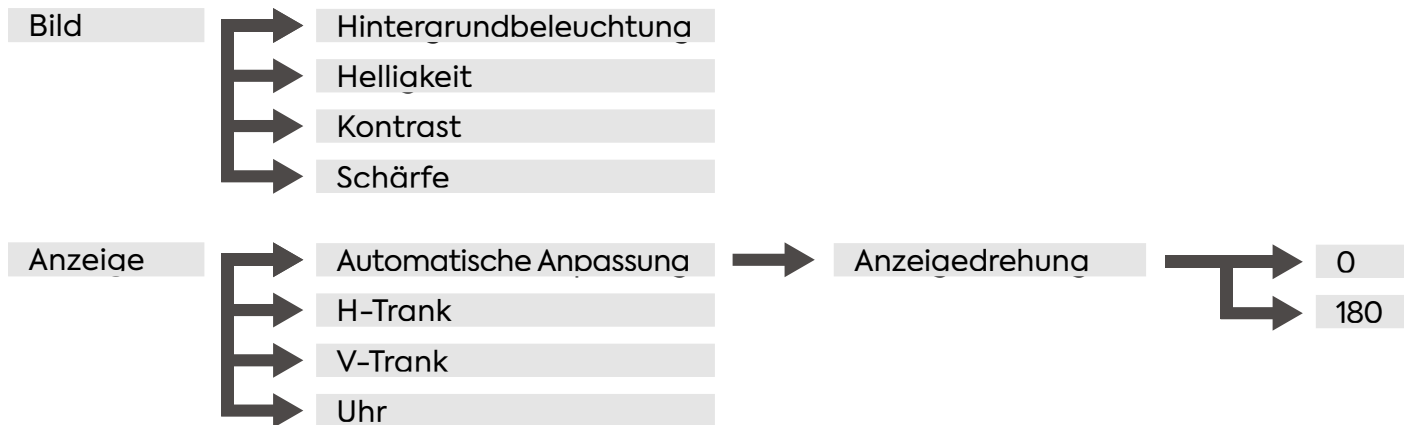 Bild
Hintergrundbeleuchtung
Helligkeit
Kontrast
Schärfe
Anzeige
Automatische Anpassung
Anzeigedrehung
0
180
H-Trank
V-Trank
Uhr